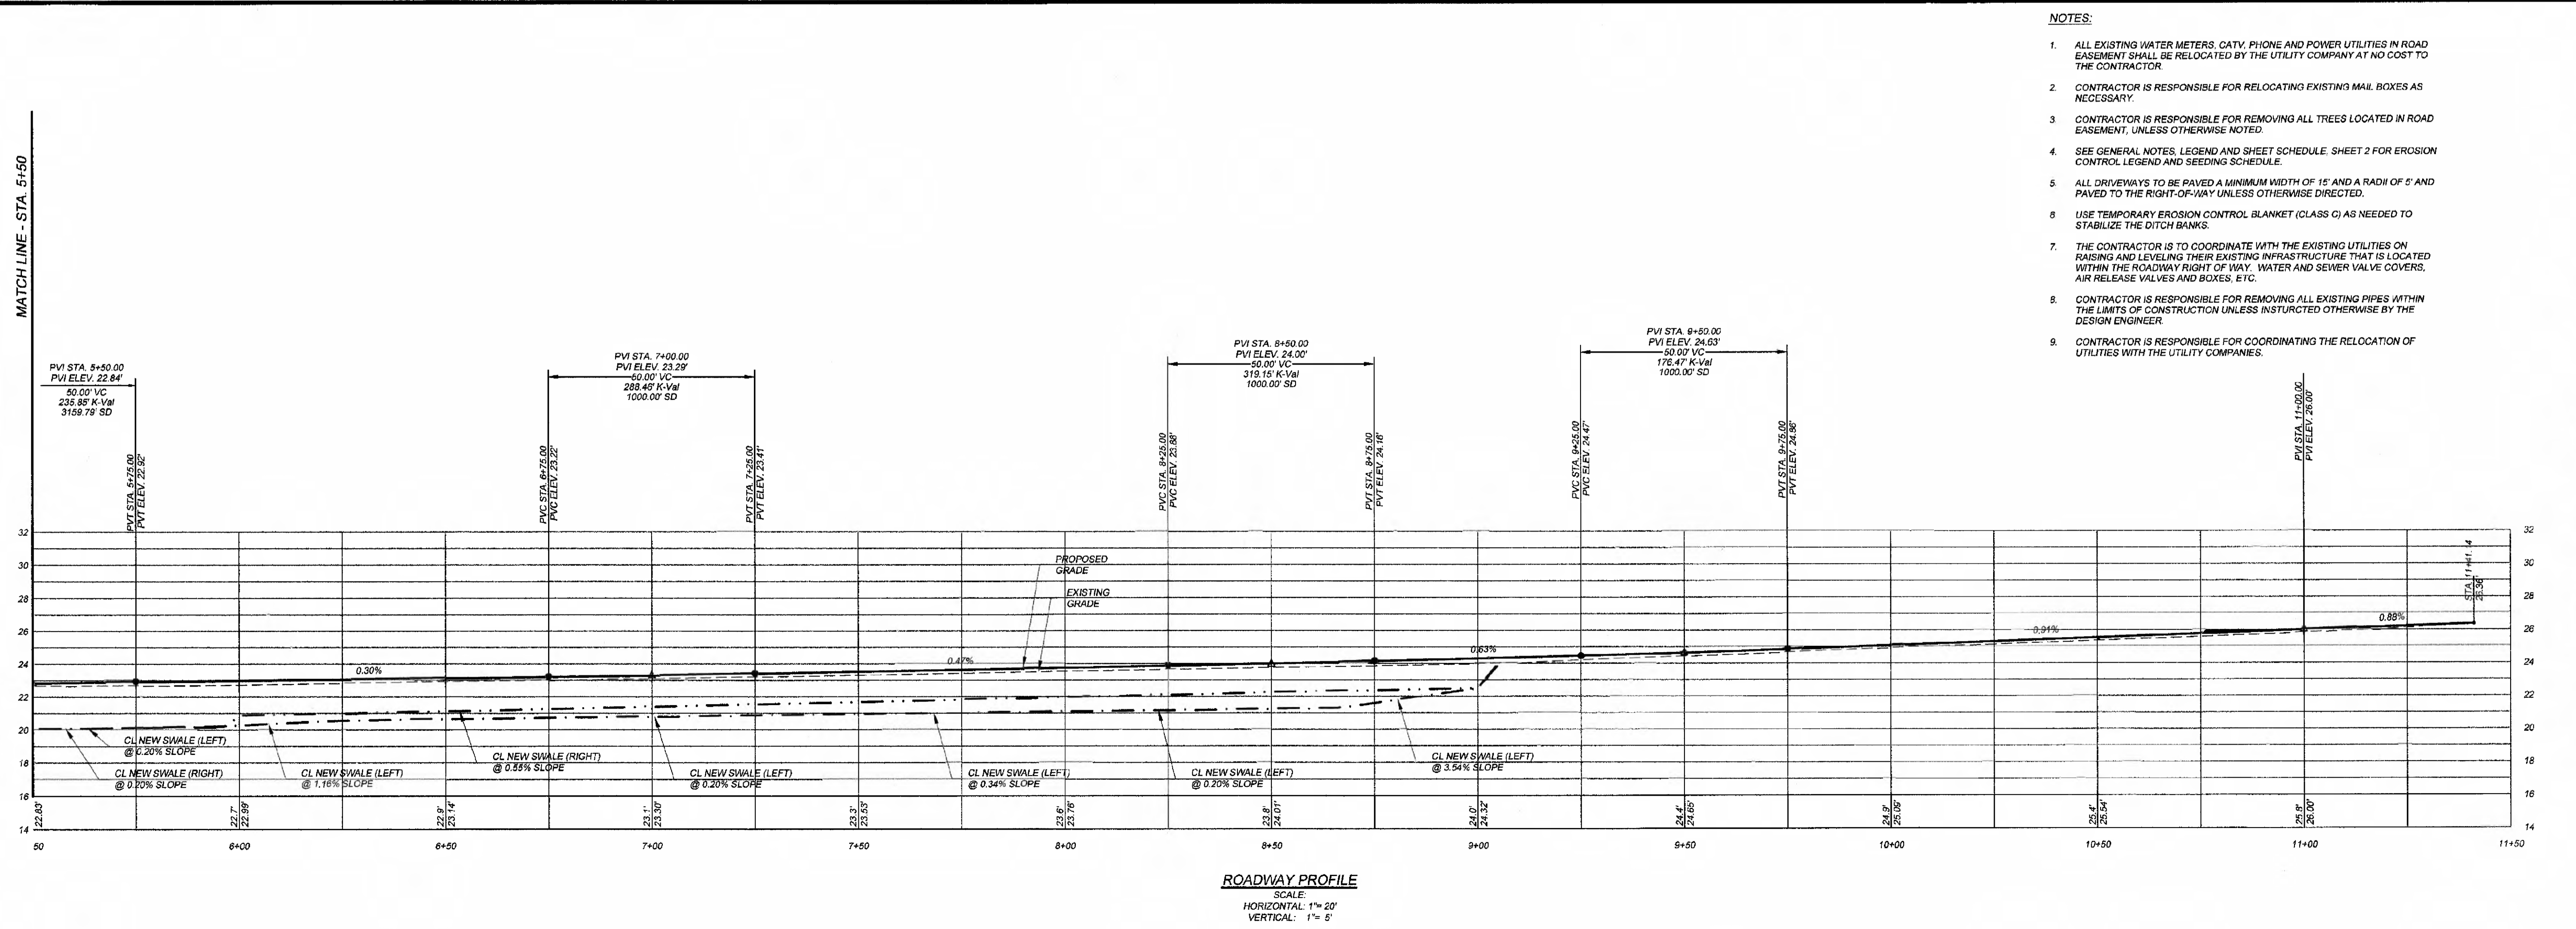 NOTES:
1. ALL EXISTING WATER METERS, CATV, PHONE AND POWER UTILITIES IN ROAD
EASEMENT SHALL BE RELOCATED BY THE UTILITY COMPANY AT NO COST TO
THE CONTRACTOR.
2. CONTRACTOR IS RESPONSIBLE FOR RELOCATING EXISTING MAIL BOXES AS
NECESSARY.
3. CONTRACTOR IS RESPONSIBLE FOR REMOVING ALL TREES LOCATED IN ROAD
EASEMENT, UNLESS OTHERWISE NOTED.
4. SEE GENERAL NOTES, LEGEND AND SHEET SCHEDULE, SHEET 2 FOR EROSION
CONTROL LEGEND AND SEEDING SCHEDULE.
5. ALL DRIVEWAYS TO BE PAVED A MINIMUM WIDTH OF 15' AND A RADII OF 5' AND
PAVED TO THE RIGHT-OF-WAY UNLESS OTHERWISE DIRECTED.
6 USE TEMPORARY EROSION CONTROL BLANKET (CLASS C) AS NEEDED TO
STABILIZE THE DITCH BANKS.
7. THE CONTRACTOR IS TO COORDINATE WITH THE EXISTING UTILITIES ON
RAISING AND LEVELING THEIR EXISTING INFRASTRUCTURE THAT IS LOCATED
WITHIN THE ROADWAY RIGHT OF WAY. WATER AND SEWER VALVE COVERS,
AIR RELEASE VALVES AND BOXES, ETC.
8. CONTRACTOR IS RESPONSIBLE FOR REMOVING ALL EXISTING PIPES WITHIN
THE LIMITS OF CONSTRUCTION UNLESS INSTURCTED OTHERWISE BY THE
DESIGN ENGINEER.
9. CONTRACTOR IS RESPONSIBLE FOR COORDINATING THE RELOCATION OF
UTILITIES WITH THE UTILITY COMPANIES.
MATCH LINE - STA. 5+50
PVI STA. 5+50.00
PVI ELEV. 22.84'
50.00' VC
235.85' K-Val
3159.79' SD
PVI STA. 7+00.00
PVI ELEV. 23.29'
50.00' VC
288.46' K-Val
1000.00' SD
PVI STA. 8+50.00
PVI ELEV. 24.00'
50.00' VC
319.15' K-Val
1000.00' SD
PVI STA. 9+50.00
PVI ELEV. 24.63'
50.00' VC
176.47' K-Val
1000.00' SD
PVT STA. 5+75.00
PVT ELEV. 22.92'
PVC STA. 6+75.00
PVC ELEV. 23.22'
PVT STA. 7+25.00
PVT ELEV. 23.41'
PVC STA. 8+25.00
PVC ELEV. 23.88'
PVT STA. 8+75.00
PVT ELEV. 24.16'
PVC STA. 9+25.00
PVC ELEV. 24.47'
PVT STA. 9+75.00
PVT ELEV. 24.86'
PVI STA. 11+00.00
PVI ELEV. 26.00'
STA. 11+41.14
26.36'
32 32
30 30
28 28
26 26
24 24
22 22
20 20
18 18
16 16
14 14
PROPOSED
GRADE
EXISTING
GRADE
0.30%
0.47%
0.63%
0.91%
0.88%
CL NEW SWALE (LEFT)
@ 0.20% SLOPE
CL NEW SWALE (RIGHT)
@ 0.20% SLOPE
CL NEW SWALE (LEFT)
@ 1.16% SLOPE
CL NEW SWALE (RIGHT)
@ 0.55% SLOPE
CL NEW SWALE (LEFT)
@ 0.20% SLOPE
CL NEW SWALE (LEFT)
@ 0.34% SLOPE
CL NEW SWALE (LEFT)
@ 0.20% SLOPE
CL NEW SWALE (LEFT)
@ 3.54% SLOPE
22.83'
22.7'
22.99'
22.9'
23.14'
23.1'
23.30'
23.3'
23.53'
23.6'
23.76'
23.8'
24.01'
24.0'
24.32'
24.4'
24.65'
24.9'
25.09'
25.4'
25.54'
25.8'
26.00'
50 6+00 6+50 7+00 7+50 8+00 8+50 9+00 9+50 10+00 10+50 11+00 11+50
ROADWAY PROFILE
SCALE:
HORIZONTAL: 1"= 20'
VERTICAL: 1"= 5'